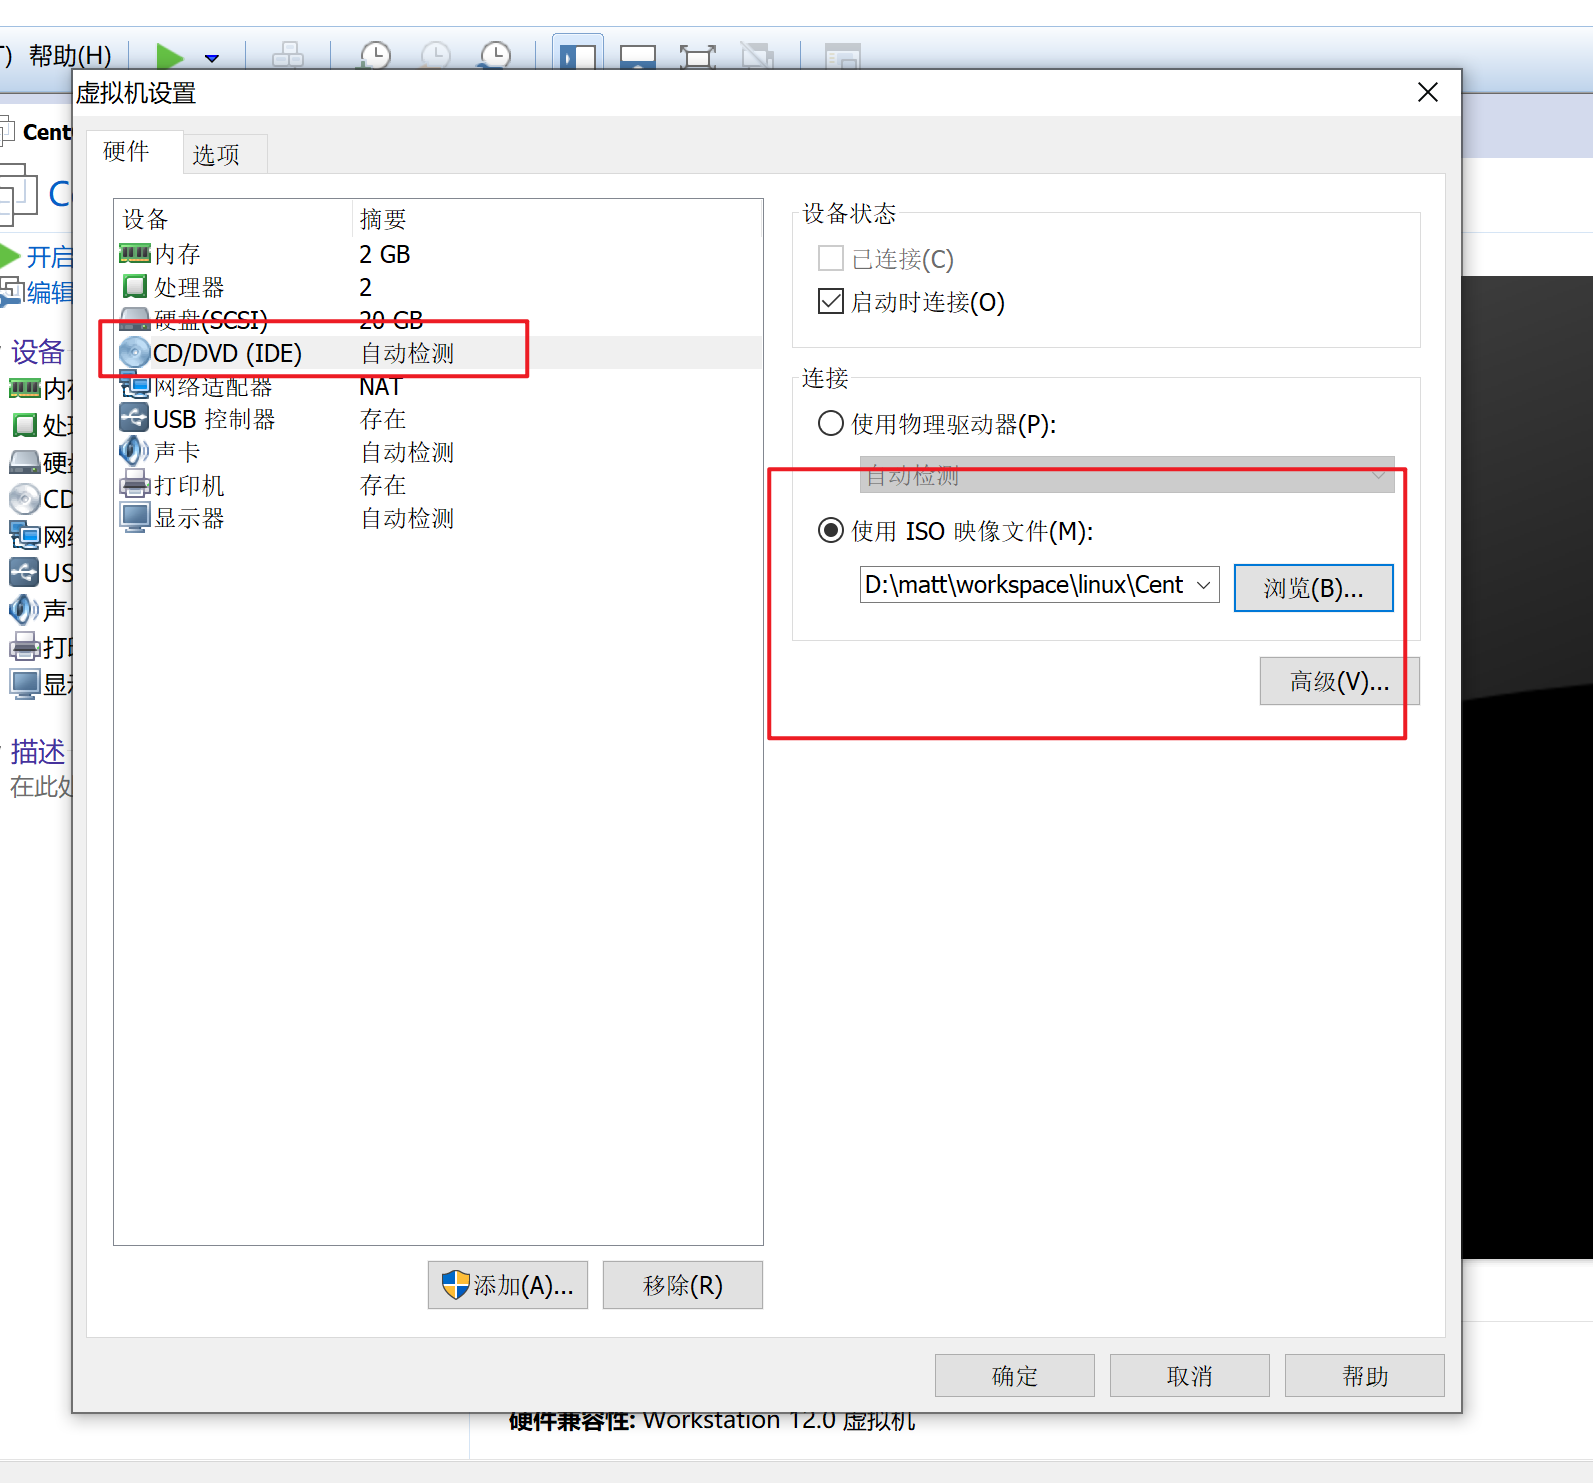 帮助(H)
虚拟机设置
Cent
硬件
选项
设备
摘要
内存
2 GB
处理器
2
硬盘(SCSI)
20 GB
CD/DVD (IDE)
自动检测
网络适配器
NAT
USB 控制器
存在
声卡
自动检测
打印机
存在
显示器
自动检测
添加(A)...
移除(R)
设备状态
已连接(C)
启动时连接(O)
连接
使用物理驱动器(P):
自动检测
使用 ISO 映像文件(M):
D:\matt\workspace\linux\Cent
浏览(B)...
高级(V)...
确定
取消
帮助
开启
编辑
设备
内存
处理
硬盘
CD
网络
US
声卡
打印
显示
描述
在此处
硬件兼容性: Workstation 12.0 虚拟机